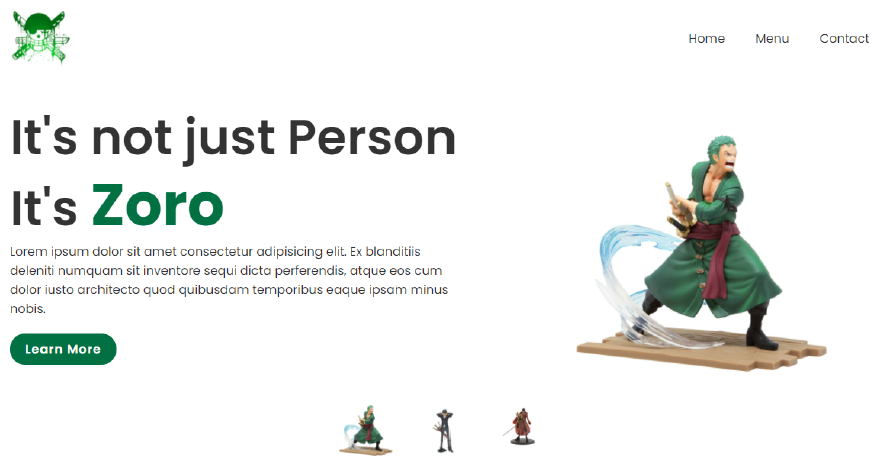 Home Menu Contact
It's not just Person
It's Zoro
Lorem ipsum dolor sit amet consectetur adipisicing elit. Ex blanditiis
deleniti numquam sit inventore sequi dicta perferendis, atque eos cum
dolor iusto architecto quod quibusdam temporibus eaque ipsam minus
nobis.
Learn More